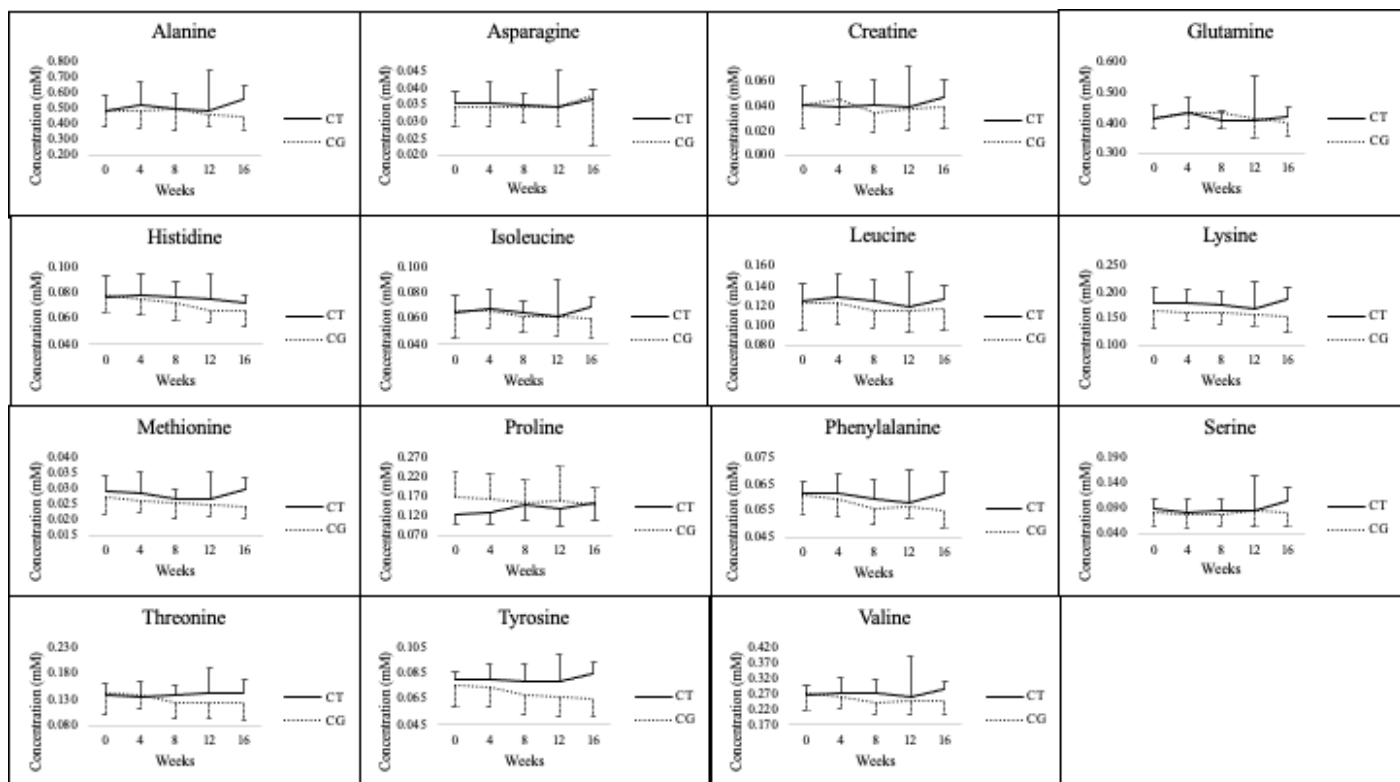 Alanine
Concentration (mM)
0.800
0.700
0.600
0.500
0.400
0.300
0.200
0 4 8 12 16
Weeks
CT
CG
Asparagine
Concentration (mM)
0.045
0.040
0.035
0.030
0.025
0.020
0 4 8 12 16
Weeks
CT
CG
Creatine
Concentration (mM)
0.060
0.040
0.020
0.000
0 4 8 12 16
Weeks
CT
CG
Glutamine
Concentration (mM)
0.600
0.500
0.400
0.300
0 4 8 12 16
Weeks
CT
CG
Histidine
Concentration (mM)
0.100
0.080
0.060
0.040
0 4 8 12 16
Weeks
CT
CG
Isoleucine
Concentration (mM)
0.100
0.080
0.060
0.040
0 4 8 12 16
Weeks
CT
CG
Leucine
Concentration (mM)
0.160
0.140
0.120
0.100
0.080
0 4 8 12 16
Weeks
CT
CG
Lysine
Concentration (mM)
0.250
0.200
0.150
0.100
0 4 8 12 16
Weeks
CT
CG
Methionine
Concentration (mM)
0.040
0.035
0.030
0.025
0.020
0.015
0 4 8 12 16
Weeks
CT
CG
Proline
Concentration (mM)
0.270
0.220
0.170
0.120
0.070
0 4 8 12 16
Weeks
CT
CG
Phenylalanine
Concentration (mM)
0.075
0.065
0.055
0.045
0 4 8 12 16
Weeks
CT
CG
Serine
Concentration (mM)
0.190
0.140
0.090
0.040
0 4 8 12 16
Weeks
CT
CG
Threonine
Concentration (mM)
0.230
0.180
0.130
0.080
0 4 8 12 16
Weeks
CT
CG
Tyrosine
Concentration (mM)
0.105
0.085
0.065
0.045
0 4 8 12 16
Weeks
CT
CG
Valine
Concentration (mM)
0.420
0.370
0.320
0.270
0.220
0.170
0 4 8 12 16
Weeks
CT
CG